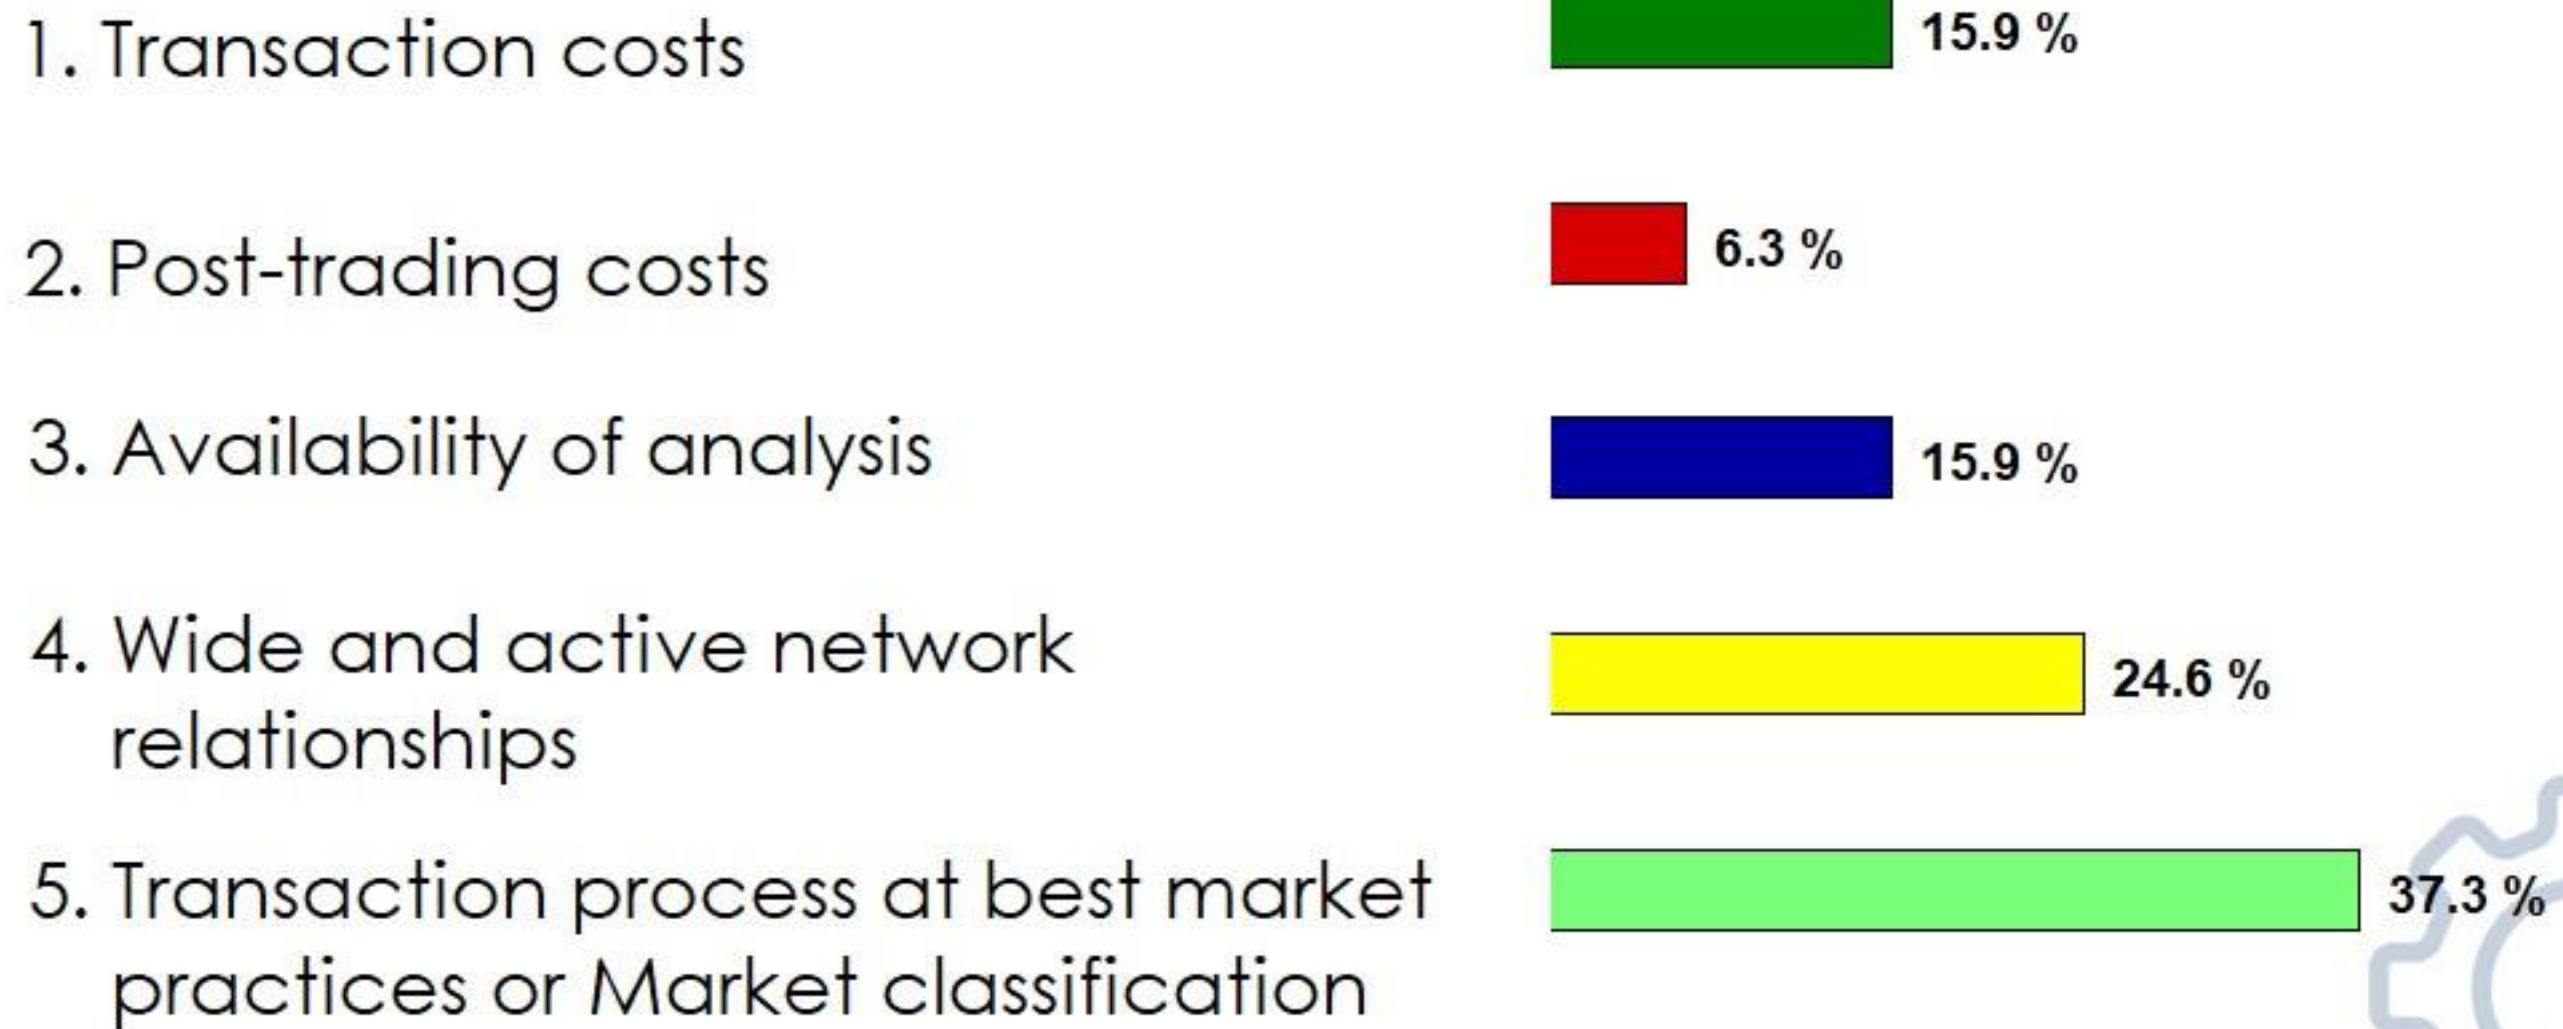 1. Transaction costs
15.9 %
2. Post-trading costs
6.3 %
3. Availability of analysis
15.9 %
4. Wide and active network
relationships
24.6 %
5. Transaction process at best market
practices or Market classification
37.3 %